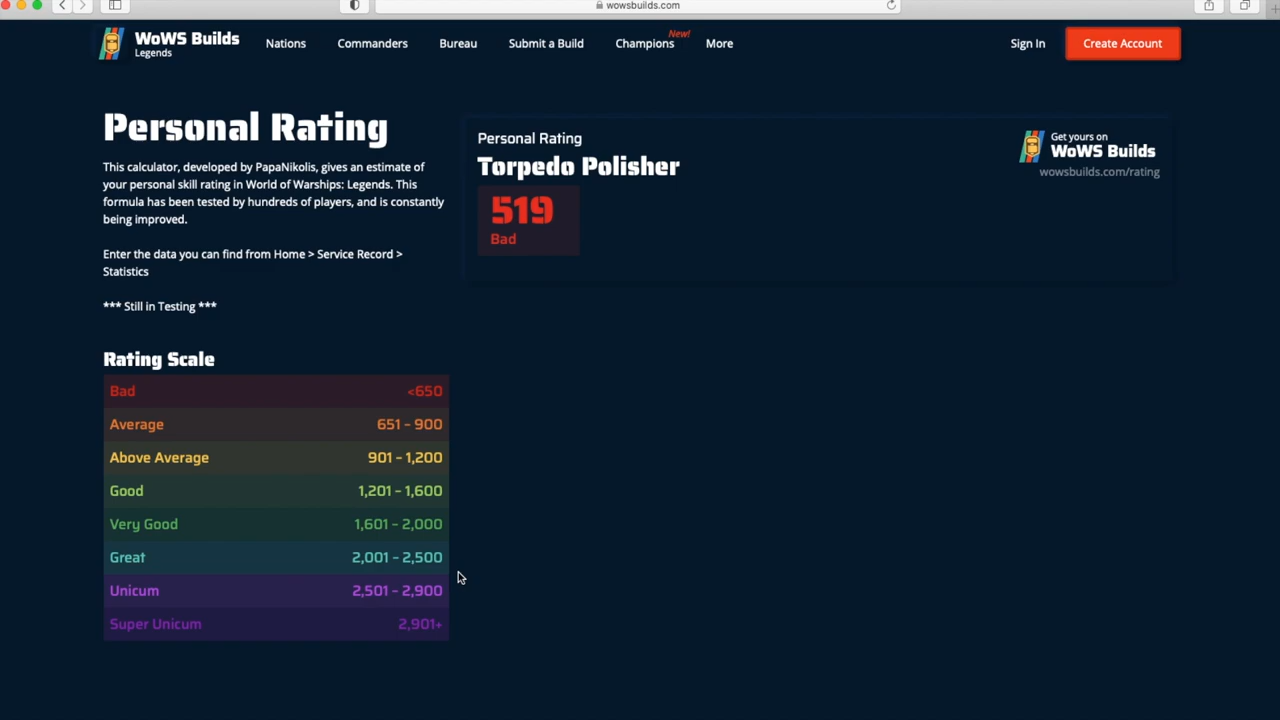 wowsbuilds.com
WoWS Builds
Legends
Nations
Commanders
Bureau
Submit a Build
Champions
New!
More
Sign In
Create Account
Personal Rating
This calculator, developed by PapaNikolis, gives an estimate of
your personal skill rating in World of Warships: Legends. This
formula has been tested by hundreds of players, and is constantly
being improved.
Enter the data you can find from Home > Service Record >
Statistics
*** Still in Testing ***
Personal Rating
Torpedo Polisher
519
Bad
Get yours on
WoWS Builds
wowsbuilds.com/rating
Rating Scale
Bad <650
Average 651 – 900
Above Average 901 – 1,200
Good 1,201 – 1,600
Very Good 1,601 – 2,000
Great 2,001 – 2,500
Unicum 2,501 – 2,900
Super Unicum 2,901+